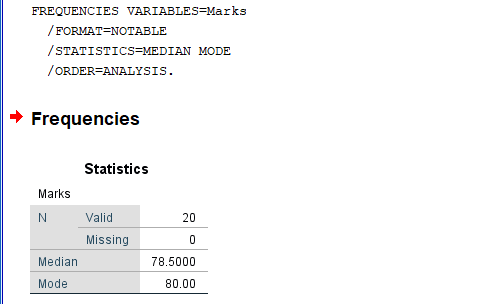 FREQUENCIES VARIABLES=Marks
/FORMAT=NOTABLE
/STATISTICS=MEDIAN MODE
/ORDER=ANALYSIS.
Frequencies
Statistics
Marks
N Valid 20
Missing 0
Median 78.5000
Mode 80.00